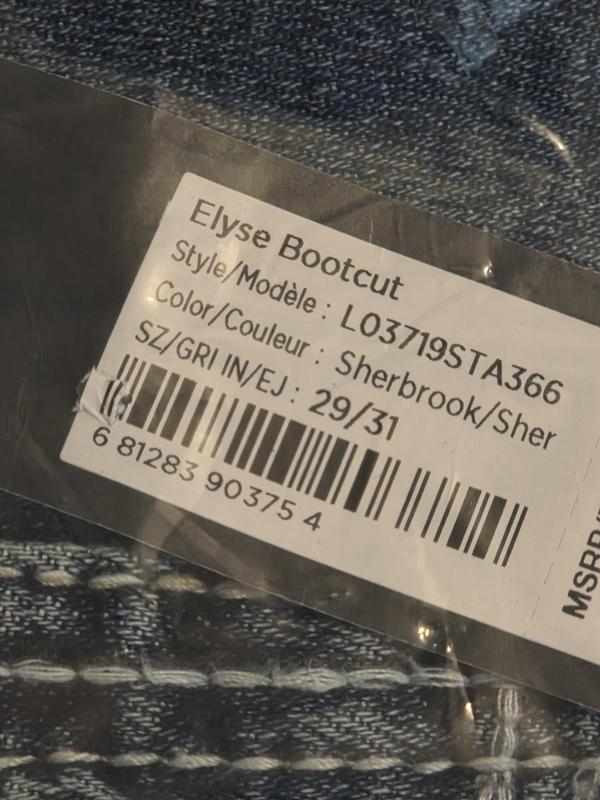 Elyse Bootcut
Style/Modèle : L03719STA366
Color/Couleur : Sherbrook/Sher
SZ/GRI IN/EJ : 29/31
6 81283 90375 4
MSRP/